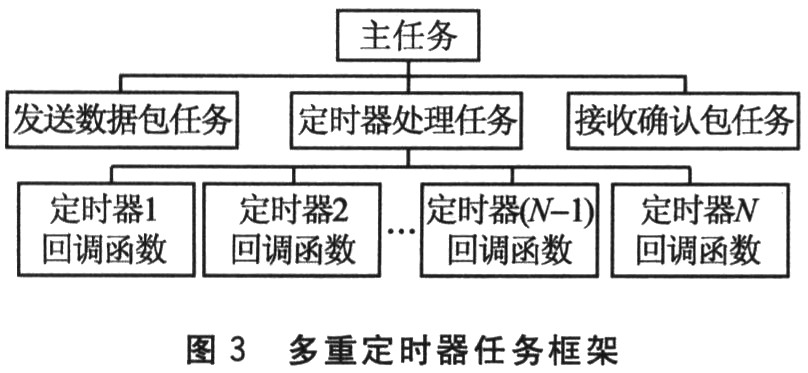 主任务
发送数据包任务
定时器处理任务
接收确认包任务
定时器1
回调函数
定时器2
回调函数
…
定时器(N-1)
回调函数
定时器N
回调函数
图 3 多重定时器任务框架